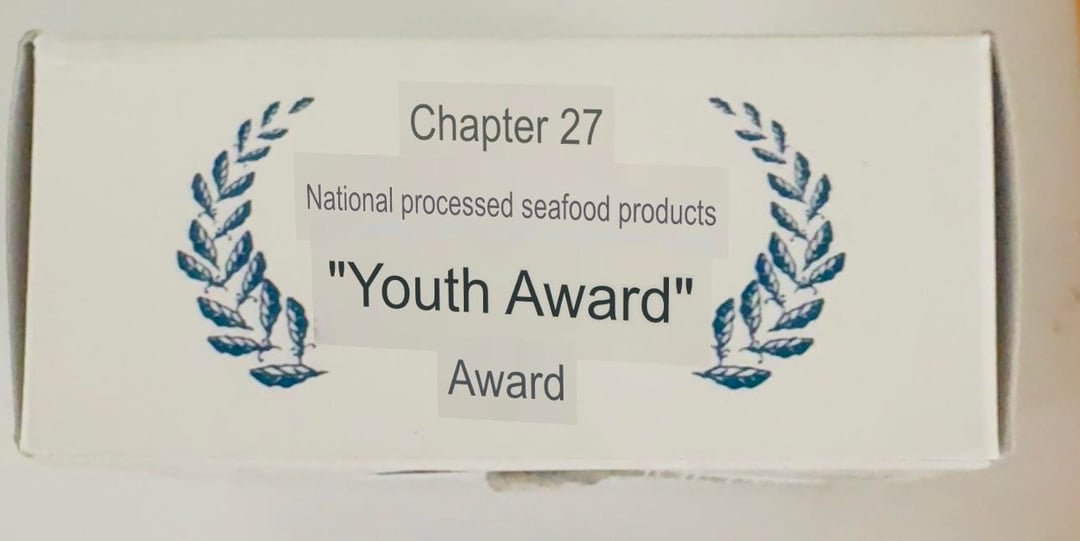 Chapter 27
National processed seafood products
"Youth Award"
Award